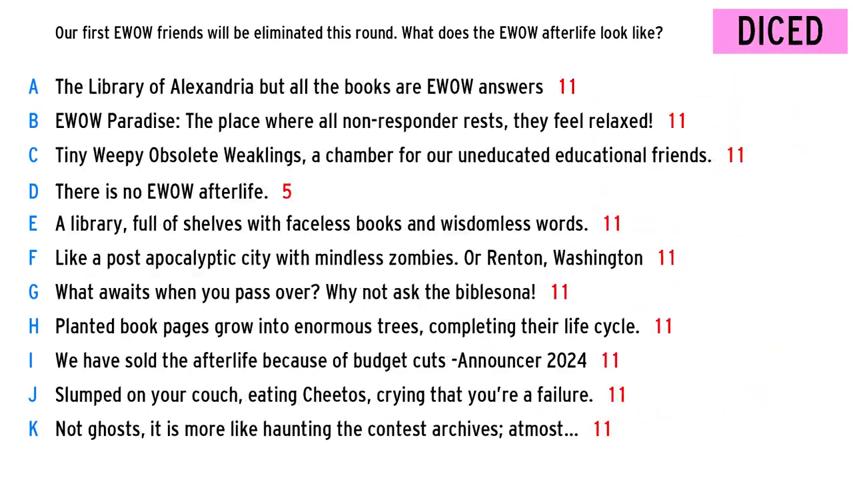 Our first EWOW friends will be eliminated this round. What does the EWOW afterlife look like?
DICED
A The Library of Alexandria but all the books are EWOW answers 11
B EWOW Paradise: The place where all non-responder rests, they feel relaxed! 11
C Tiny Weepy Obsolete Weaklings, a chamber for our uneducated educational friends. 11
D There is no EWOW afterlife. 5
E A library, full of shelves with faceless books and wisdomless words. 11
F Like a post apocalyptic city with mindless zombies. Or Renton, Washington 11
G What awaits when you pass over? Why not ask the biblesona! 11
H Planted book pages grow into enormous trees, completing their life cycle. 11
I We have sold the afterlife because of budget cuts -Announcer 2024 11
J Slumped on your couch, eating Cheetos, crying that you're a failure. 11
K Not ghosts, it is more like haunting the contest archives; atmost... 11